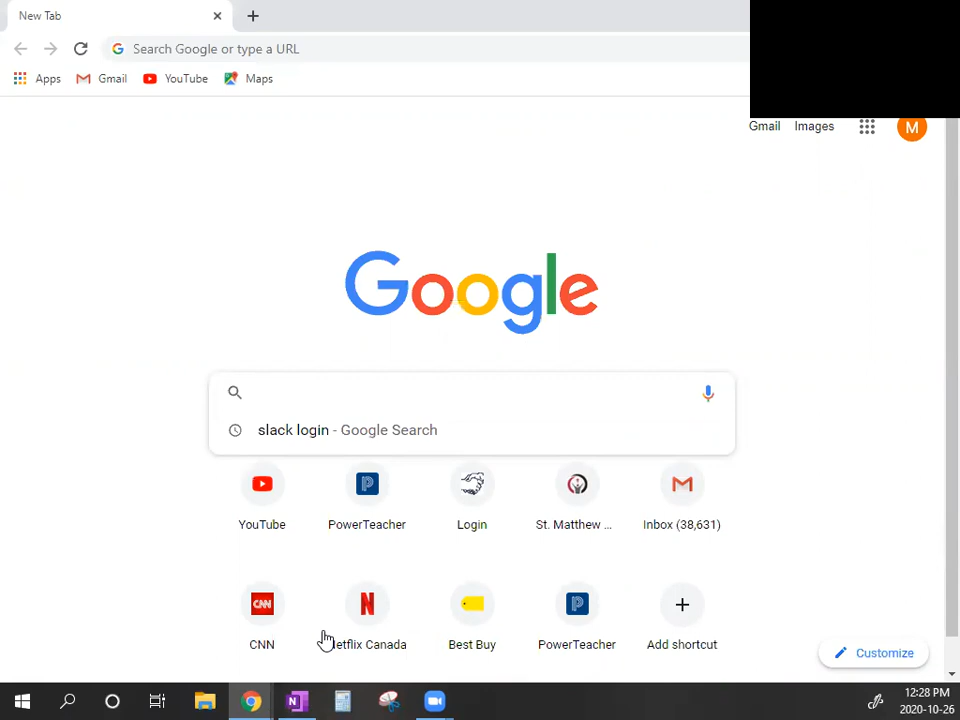 New Tab
Search Google or type a URL
Apps Gmail YouTube Maps
Gmail Images M
Google
slack login - Google Search
YouTube PowerTeacher Login St. Matthew ... Inbox (38,631)
CNN
CNN etflix Canada Best Buy PowerTeacher Add shortcut
Customize
12:28 PM
2020-10-26